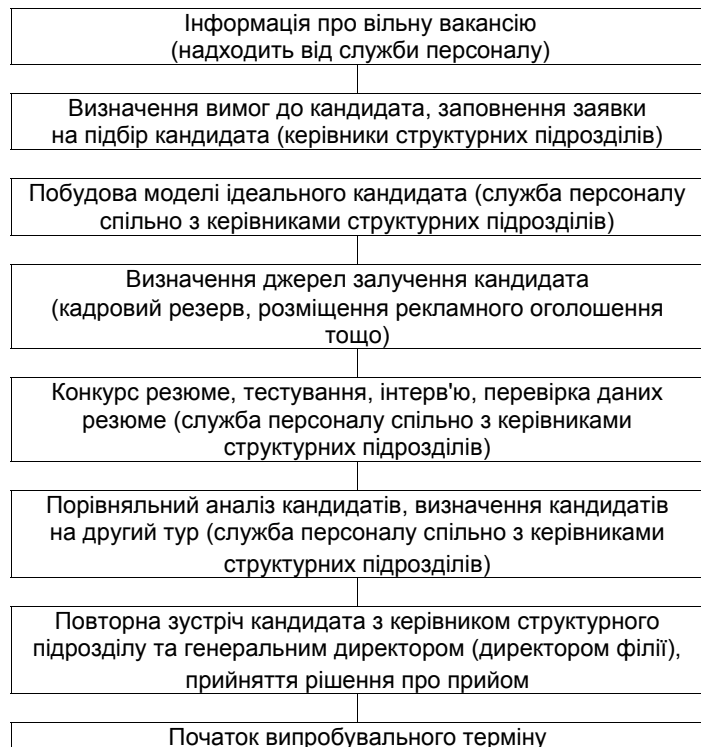 Інформація про вільну вакансію
(надходить від служби персоналу)
Визначення вимог до кандидата, заповнення заявки
на підбір кандидата (керівники структурних підрозділів)
Побудова моделі ідеального кандидата (служба персоналу
спільно з керівниками структурних підрозділів)
Визначення джерел залучення кандидата
(кадровий резерв, розміщення рекламного оголошення
тощо)
Конкурс резюме, тестування, інтерв'ю, перевірка даних
резюме (служба персоналу спільно з керівниками
структурних підрозділів)
Порівняльний аналіз кандидатів, визначення кандидатів
на другий тур (служба персоналу спільно з керівниками
структурних підрозділів)
Повторна зустріч кандидата з керівником структурного
підрозділу та генеральним директором (директором філії),
прийняття рішення про прийом
Початок випробувального терміну